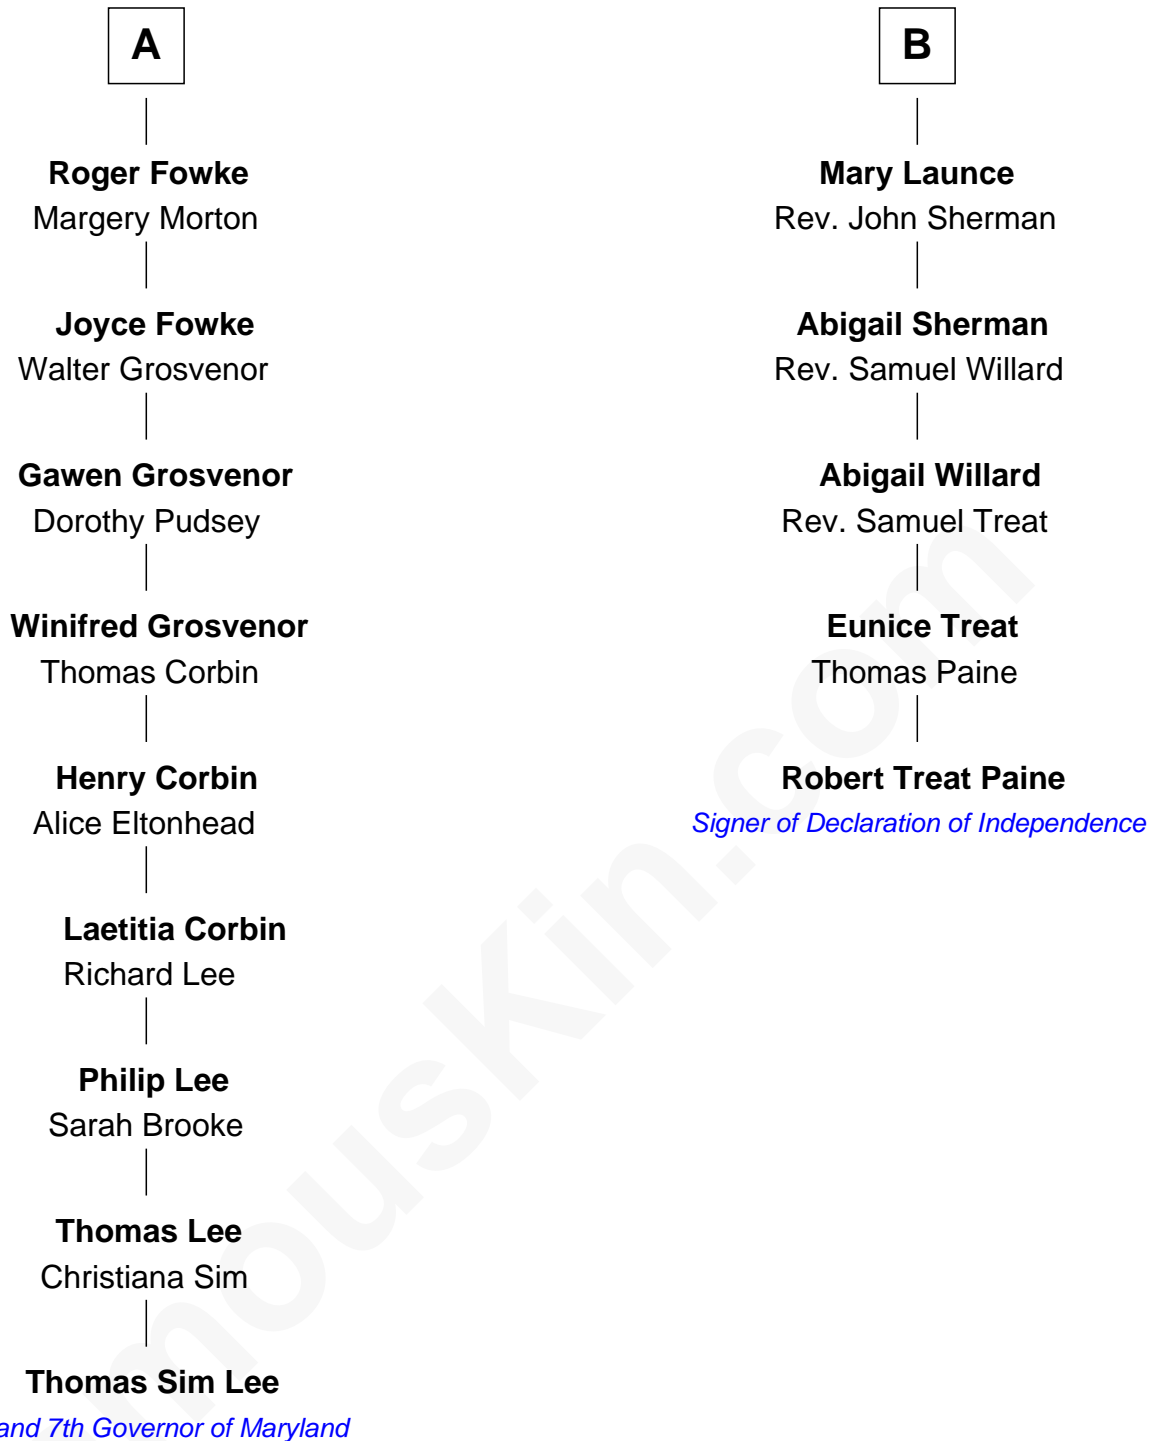 A
Roger Fowke
Margery Morton
Joyce Fowke
Walter Grosvenor
Gawen Grosvenor
Dorothy Pudsey
Winifred Grosvenor
Thomas Corbin
Henry Corbin
Alice Eltonhead
Laetitia Corbin
Richard Lee
Philip Lee
Sarah Brooke
Thomas Lee
Christiana Sim
Thomas Sim Lee
and 7th Governor of Maryland
B
Mary Launce
Rev. John Sherman
Abigail Sherman
Rev. Samuel Willard
Abigail Willard
Rev. Samuel Treat
Eunice Treat
Thomas Paine
Robert Treat Paine
Signer of Declaration of Independence
mousKin.com